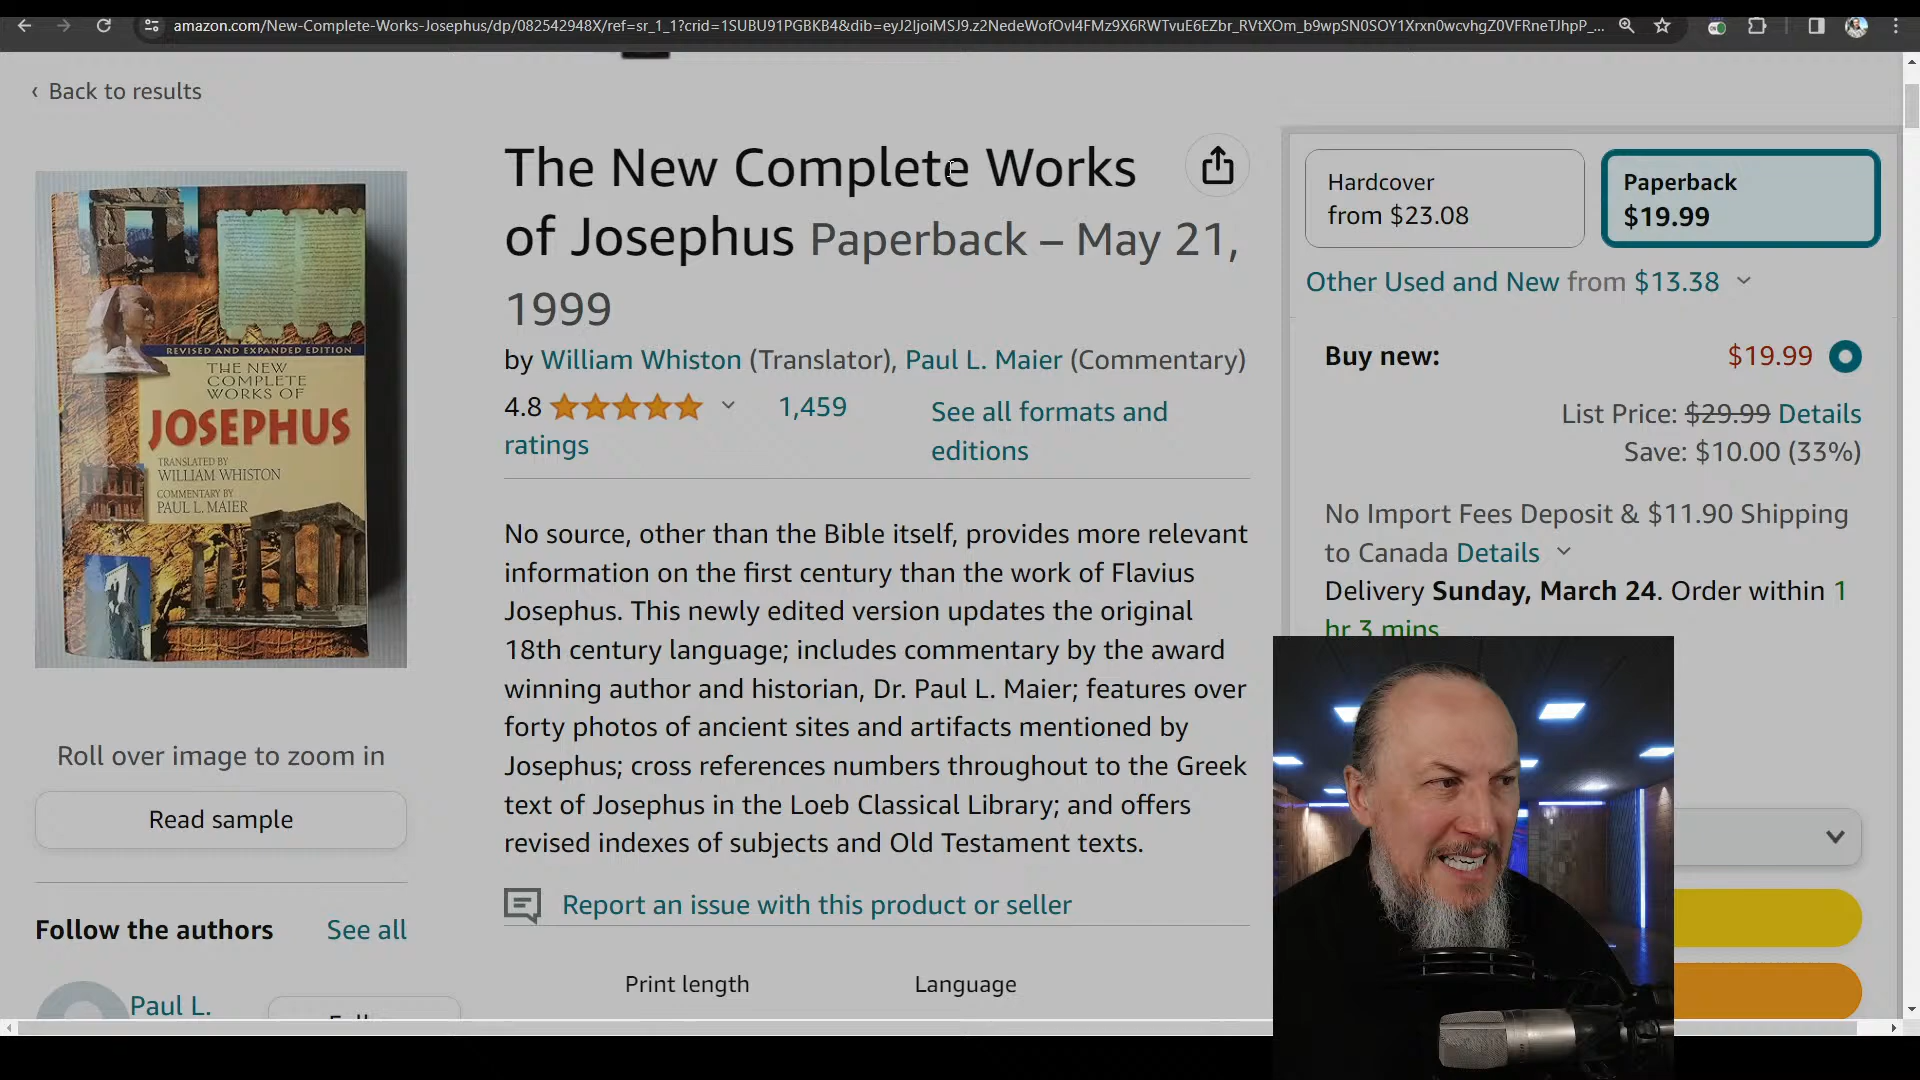 amazon.com/New-Complete-Works-Josephus/dp/082542948X/ref=sr_1_1?crid=1SUBU91PGBKB4&dib=eyJ2IjoiMSJ9.z2NedeWofOvl4FMz9X6RWTvuE6EZbr_RVtXOm_b9wpSN0SOY1Xrxn0wcvhgZ0VFRneTJhpP_...
‹ Back to results
REVISED AND EXPANDED EDITION
THE NEW
COMPLETE
WORKS OF
JOSEPHUS
TRANSLATED BY
WILLIAM WHISTON
COMMENTARY BY
PAUL L. MAIER
Roll over image to zoom in
Read sample
Follow the authors See all
Paul L.
The New Complete Works
of Josephus Paperback – May 21,
1999
by William Whiston (Translator), Paul L. Maier (Commentary)
4.8 1,459
ratings
See all formats and
editions
No source, other than the Bible itself, provides more relevant
information on the first century than the work of Flavius
Josephus. This newly edited version updates the original
18th century language; includes commentary by the award
winning author and historian, Dr. Paul L. Maier; features over
forty photos of ancient sites and artifacts mentioned by
Josephus; cross references numbers throughout to the Greek
text of Josephus in the Loeb Classical Library; and offers
revised indexes of subjects and Old Testament texts.
Report an issue with this product or seller
Print length Language
Hardcover
from $23.08
Paperback
$19.99
Other Used and New from $13.38
Buy new: $19.99
List Price: $29.99 Details
Save: $10.00 (33%)
No Import Fees Deposit & $11.90 Shipping
to Canada Details
Delivery Sunday, March 24. Order within 1
hr 3 mins